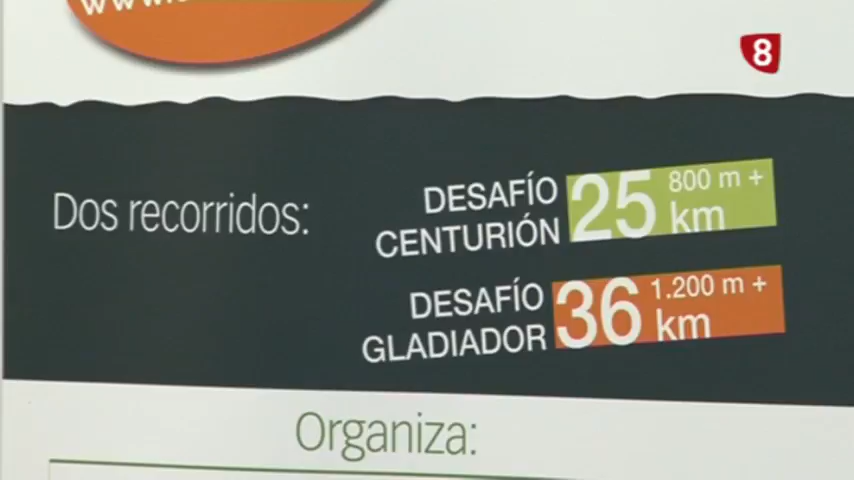 8
Dos recorridos:
DESAFÍO
CENTURIÓN
25 km
800 m +
DESAFÍO
GLADIADOR
36 km
1.200 m +
Organiza: